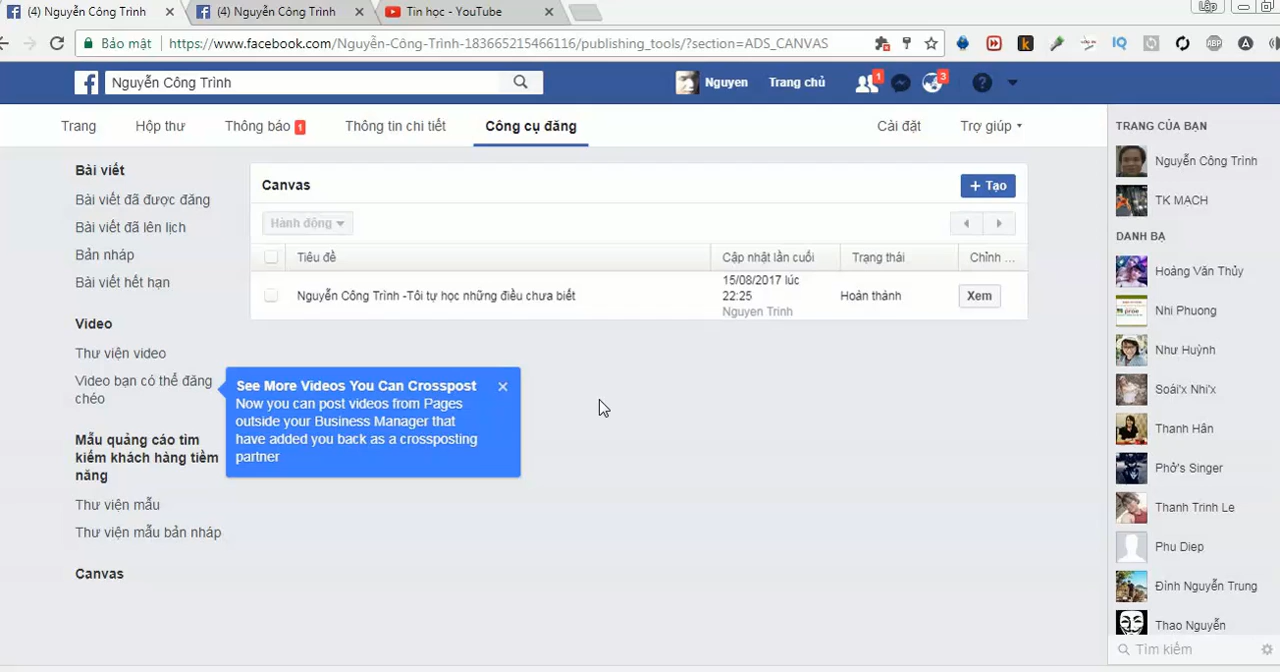 (4) Nguyễn Công Trình
(4) Nguyễn Công Trình
Tin học - YouTube
Lập
Bảo mật
https://www.facebook.com/Nguyễn-Công-Trình-183665215466116/publishing_tools/?section=ADS_CANVAS
IQ
ABP
Nguyễn Công Trình
Nguyen
Trang chủ
1
3
Trang
Hộp thư
Thông báo 1
Thông tin chi tiết
Công cụ đăng
Cài đặt
Trợ giúp
Bài viết
Bài viết đã được đăng
Bài viết đã lên lịch
Bản nháp
Bài viết hết hạn
Video
Thư viện video
Video bạn có thể đăng
chéo
Mẫu quảng cáo tìm
kiếm khách hàng tiềm
năng
Thư viện mẫu
Thư viện mẫu bản nháp
Canvas
Canvas
+ Tạo
Hành động
Tiêu đề
Cập nhật lần cuối
Trạng thái
Chỉnh ...
Nguyễn Công Trình -Tôi tự học những điều chưa biết
15/08/2017 lúc
22:25
Nguyen Trinh
Hoàn thành
Xem
See More Videos You Can Crosspost
Now you can post videos from Pages
outside your Business Manager that
have added you back as a crossposting
partner
TRANG CỦA BẠN
Nguyễn Công Trình
TK MẠCH
DANH BẠ
Hoàng Văn Thủy
Nhi Phuong
Như Huỳnh
Soái'x Nhi'x
Thanh Hân
Phở's Singer
Thanh Trinh Le
Phu Diep
Đình Nguyễn Trung
Thao Nguyễn
Tìm kiếm